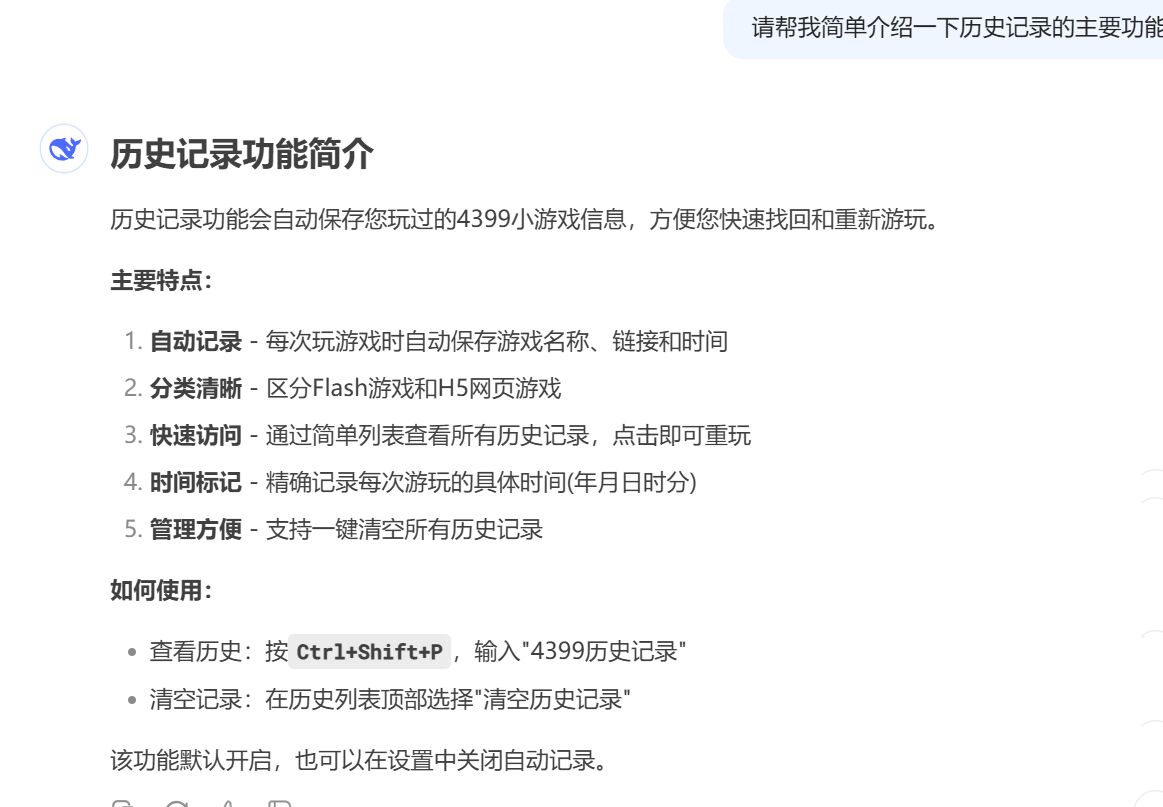 请帮我简单介绍一下历史记录的主要功能
历史记录功能简介
历史记录功能会自动保存您玩过的4399小游戏信息，方便您快速找回和重新游玩。
主要特点：
1. 自动记录 - 每次玩游戏时自动保存游戏名称、链接和时间
2. 分类清晰 - 区分Flash游戏和H5网页游戏
3. 快速访问 - 通过简单列表查看所有历史记录，点击即可重玩
4. 时间标记 - 精确记录每次游玩的具体时间(年月日时分)
5. 管理方便 - 支持一键清空所有历史记录
如何使用：
• 查看历史：按 Ctrl+Shift+P ，输入"4399历史记录"
• 清空记录：在历史列表顶部选择"清空历史记录"
该功能默认开启，也可以在设置中关闭自动记录。